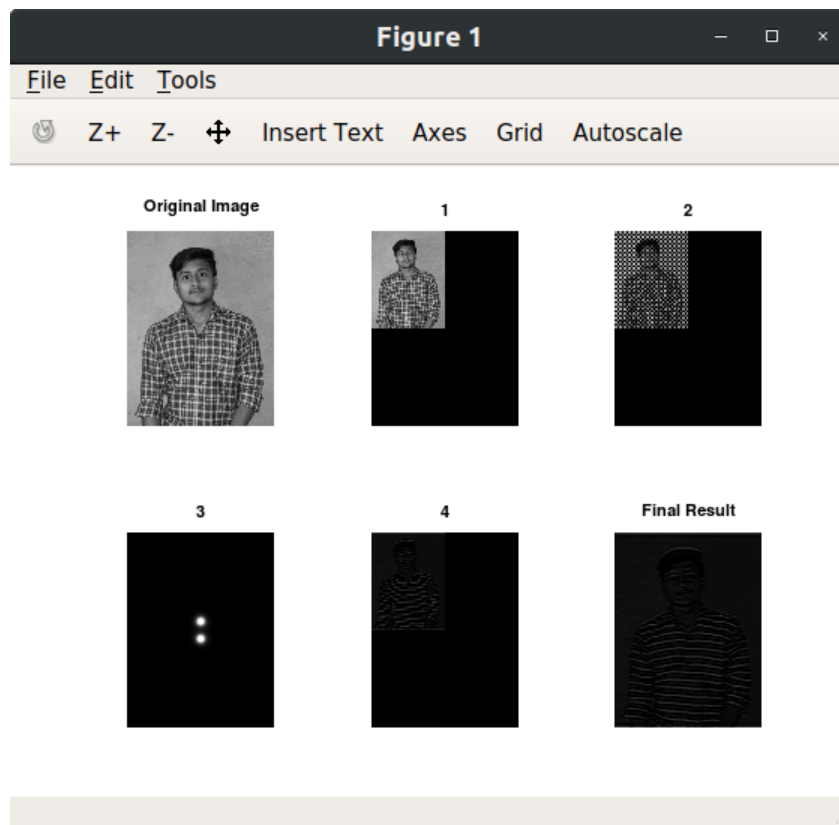 Figure 1
File Edit Tools
Z+ Z- Insert Text Axes Grid Autoscale
Original Image 1 2
3 4 Final Result